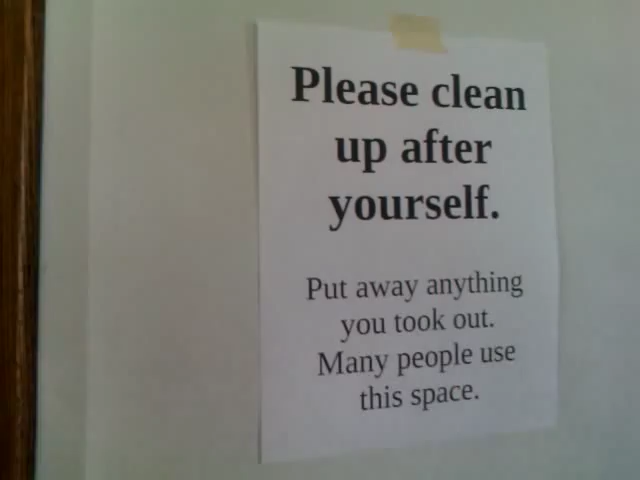 Please clean
up after
yourself.
Put away anything
you took out.
Many people use
this space.